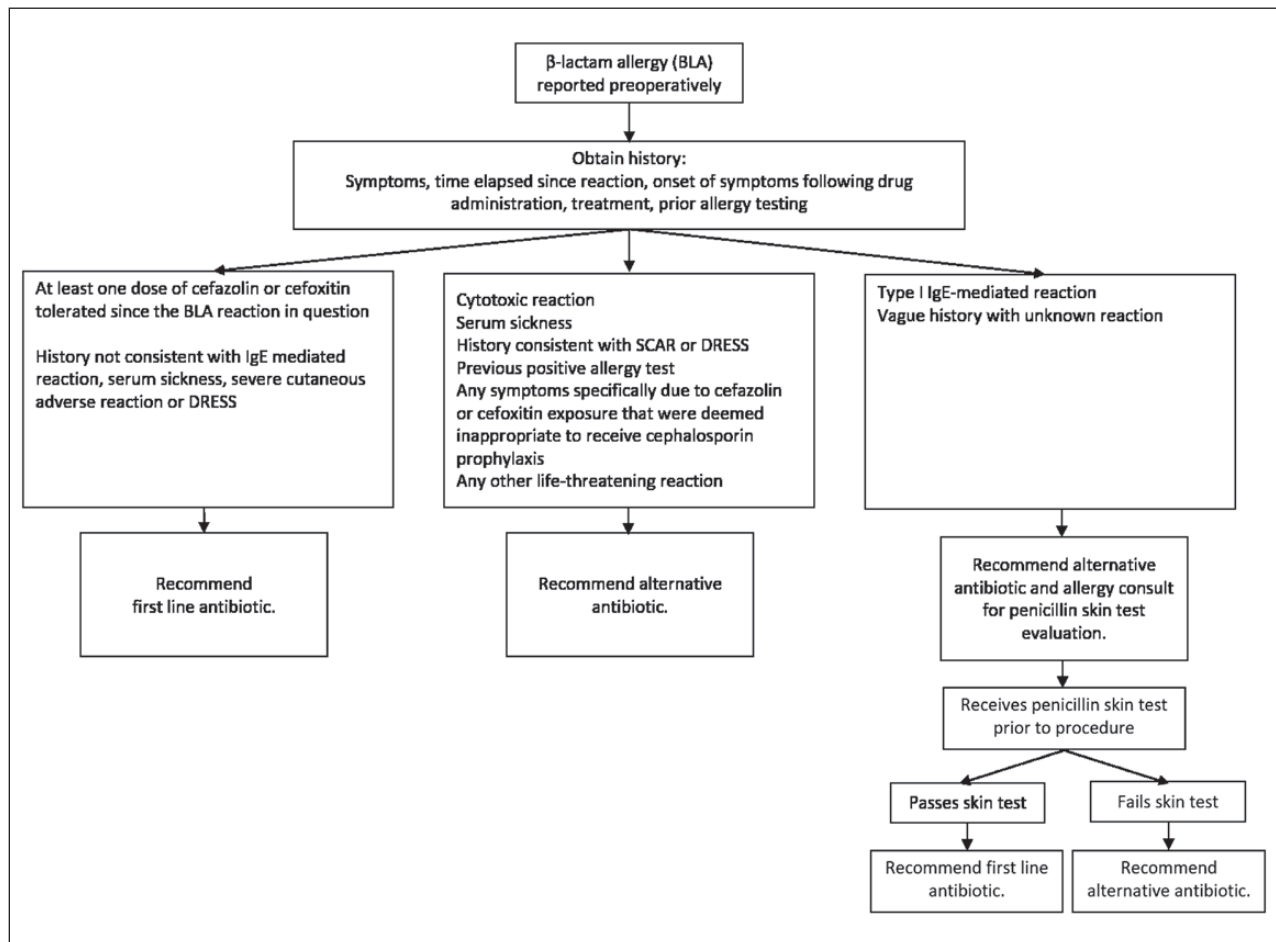 β-lactam allergy (BLA)
reported preoperatively
Obtain history:
Symptoms, time elapsed since reaction, onset of symptoms following drug
administration, treatment, prior allergy testing
At least one dose of cefazolin or cefoxitin
tolerated since the BLA reaction in question
History not consistent with IgE mediated
reaction, serum sickness, severe cutaneous
adverse reaction or DRESS
Recommend
first line antibiotic.
Cytotoxic reaction
Serum sickness
History consistent with SCAR or DRESS
Previous positive allergy test
Any symptoms specifically due to cefazolin
or cefoxitin exposure that were deemed
inappropriate to receive cephalosporin
prophylaxis
Any other life-threatening reaction
Recommend alternative
antibiotic.
Type I IgE-mediated reaction
Vague history with unknown reaction
Recommend alternative
antibiotic and allergy consult
for penicillin skin test
evaluation.
Receives penicillin skin test
prior to procedure
Passes skin test
Recommend first line
antibiotic.
Fails skin test
Recommend
alternative antibiotic.